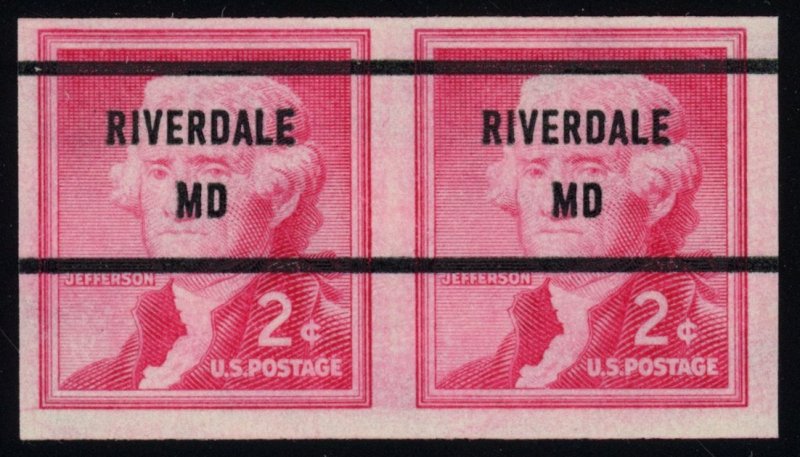 RIVERDALE
MD
JEFFERSON
2¢
U.S.POSTAGE
RIVERDALE
MD
JEFFERSON
2¢
U.S.POSTAGE